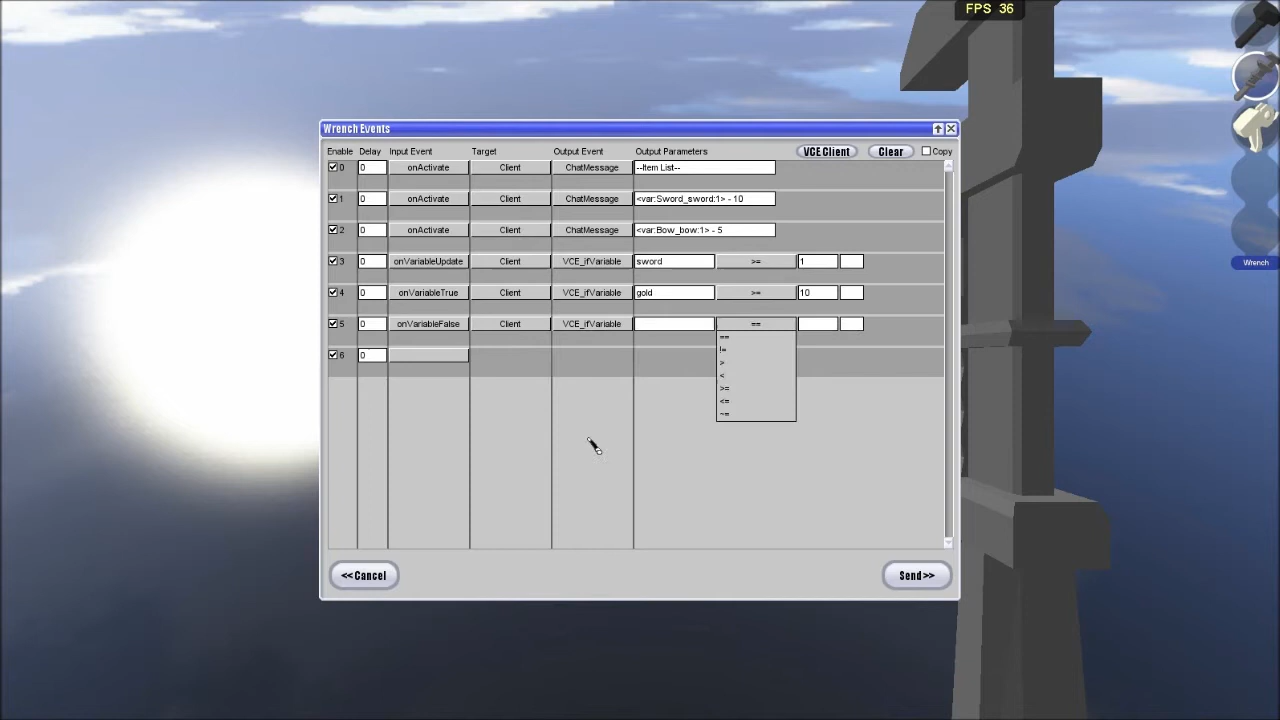 FPS 36
Wrench Events
Enable Delay Input Event Target Output Event Output Parameters VCE Client Clear Copy
0 0 onActivate Client ChatMessage --Item List--
1 0 onActivate Client ChatMessage <var:Sword_sword:1> - 10
2 0 onActivate Client ChatMessage <var:Bow_bow:1> - 5
3 0 onVariableUpdate Client VCE_ifVariable sword >= 1
4 0 onVariableTrue Client VCE_ifVariable gold >= 10
5 0 onVariableFalse Client VCE_ifVariable ==
==
!=
>
<
>=
<=
~=
6 0
<<Cancel
Send>>
Wrench